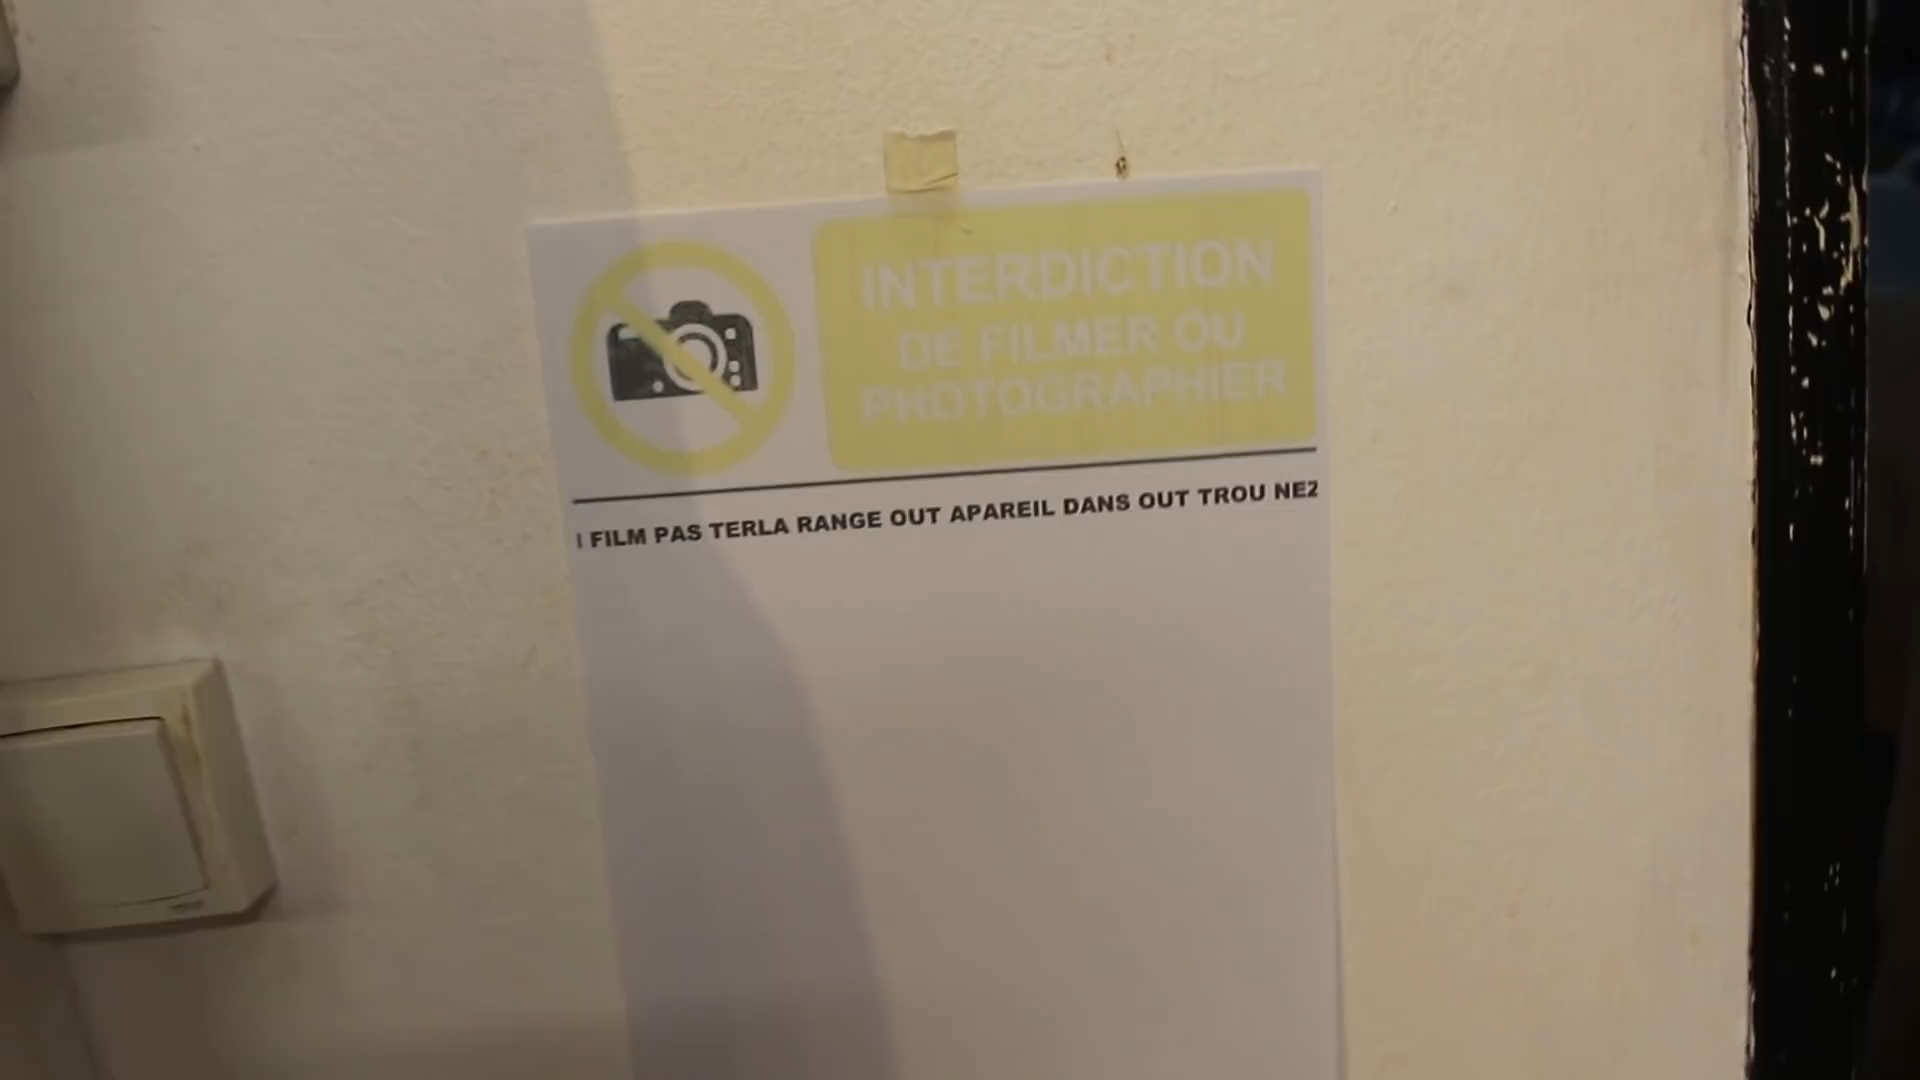 INTERDICTION
DE FILMER OU
PHOTOGRAPHIER
I FILM PAS TERLA RANGE OUT APAREIL DANS OUT TROU NEZ